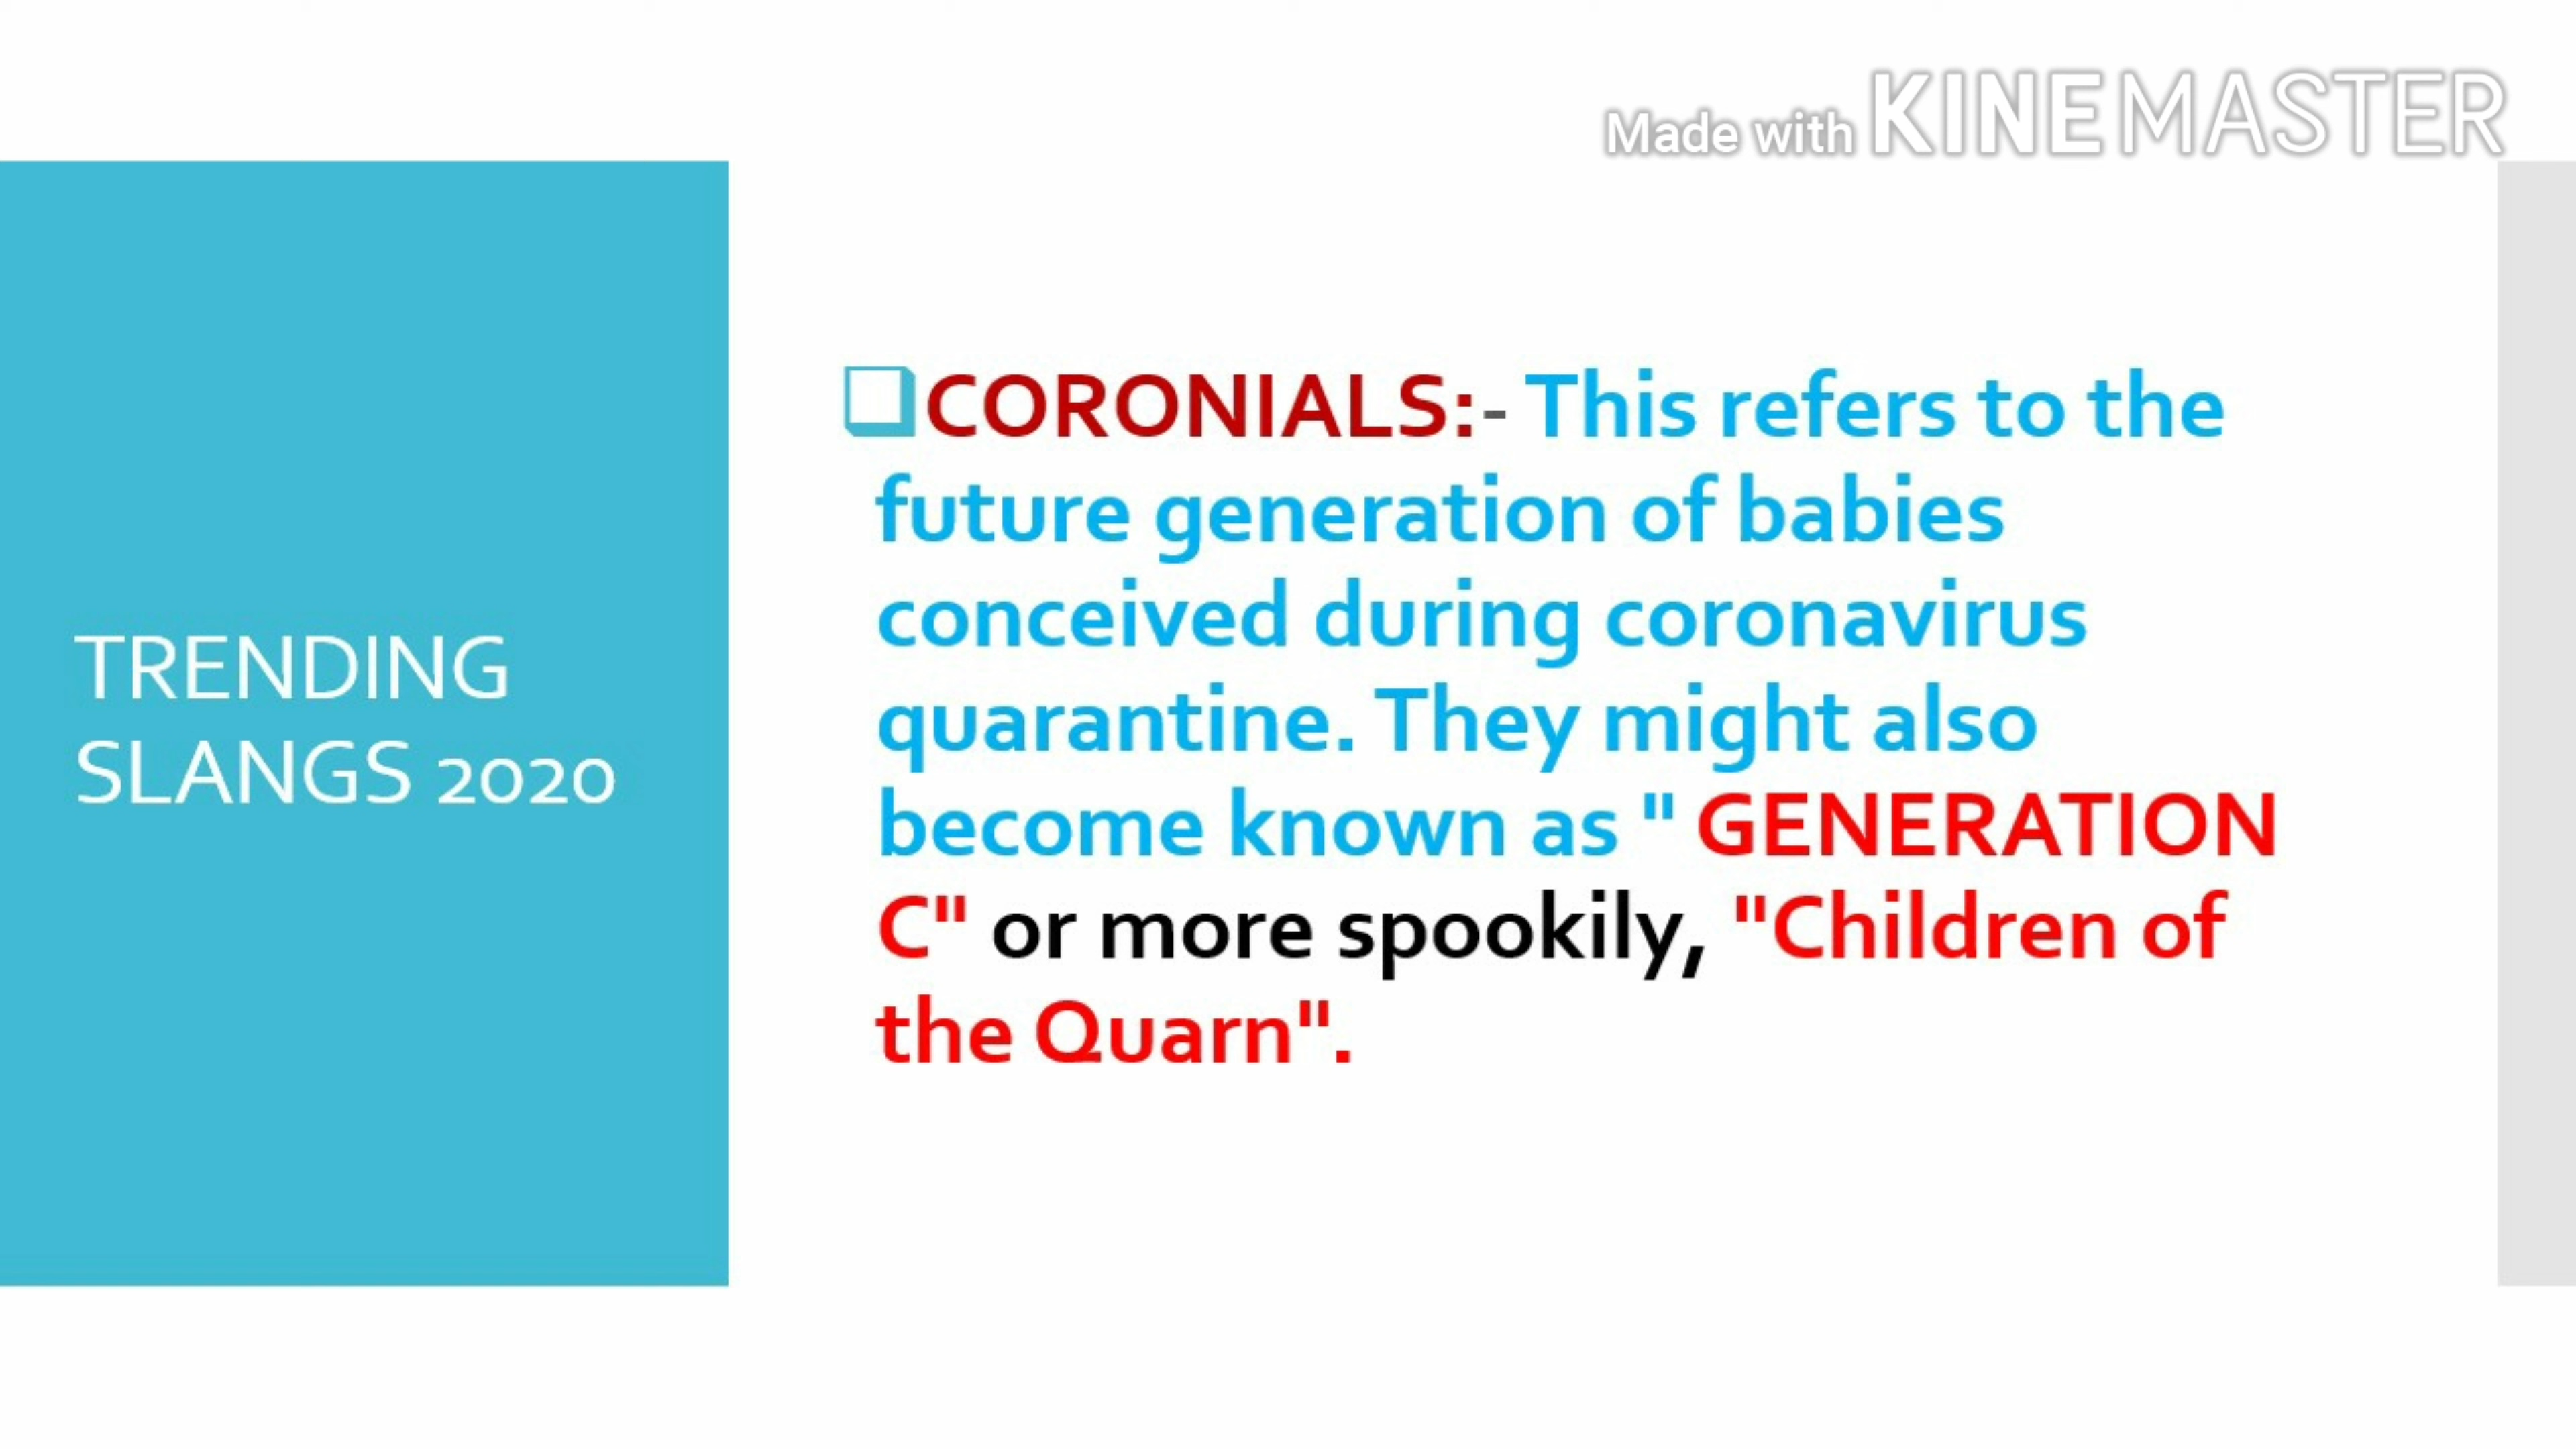 Made with KINEMASTER
TRENDING
SLANGS 2020
CORONIALS:- This refers to the
future generation of babies
conceived during coronavirus
quarantine. They might also
become known as " GENERATION
C" or more spookily, "Children of
the Quarn".